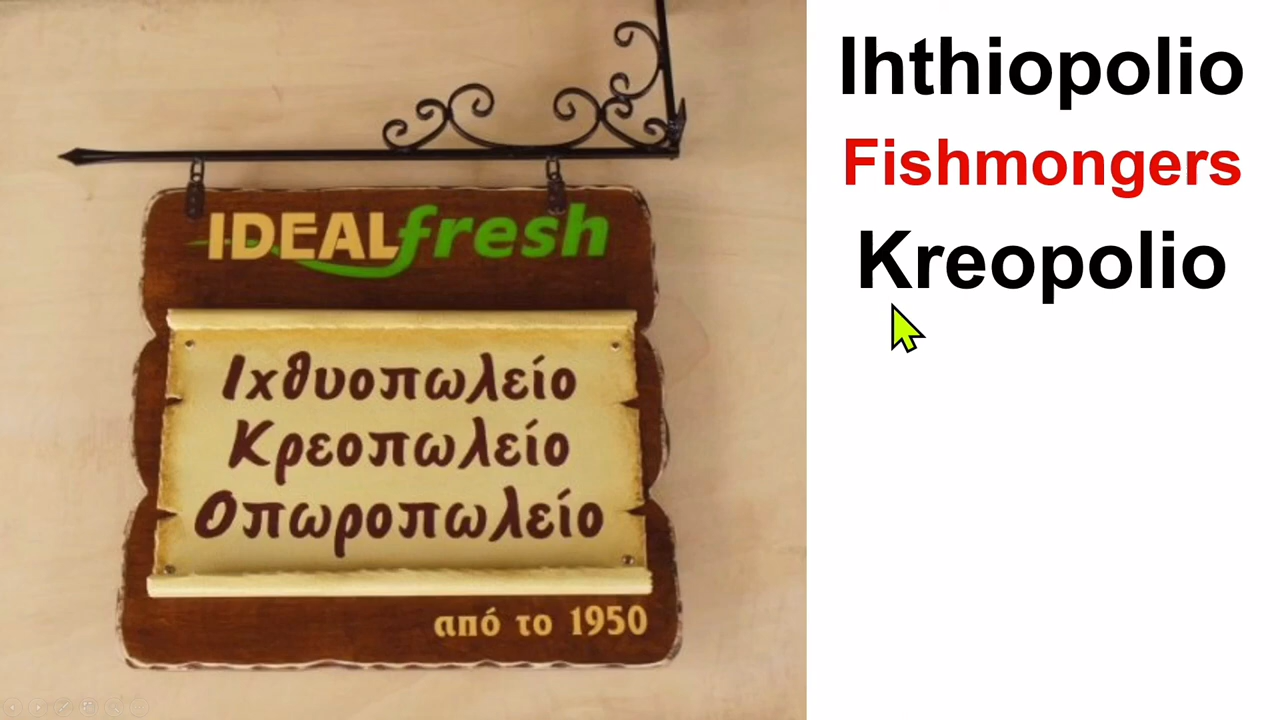 IDEALfresh
Ιχθυοπωλείο
Κρεοπωλείο
Οπωροπωλείο
από το 1950
Ihthiopolio
Fishmongers
Kreopolio